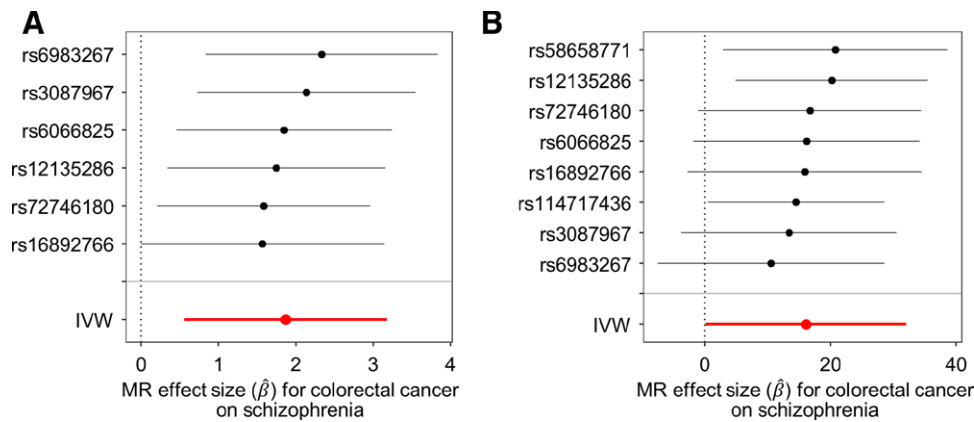 A
rs6983267
rs3087967
rs6066825
rs12135286
rs72746180
rs16892766
IVW
0 1 2 3 4
MR effect size (β̂) for colorectal cancer
on schizophrenia
B
rs58658771
rs12135286
rs72746180
rs6066825
rs16892766
rs114717436
rs3087967
rs6983267
IVW
0 20 40
MR effect size (β̂) for colorectal cancer
on schizophrenia